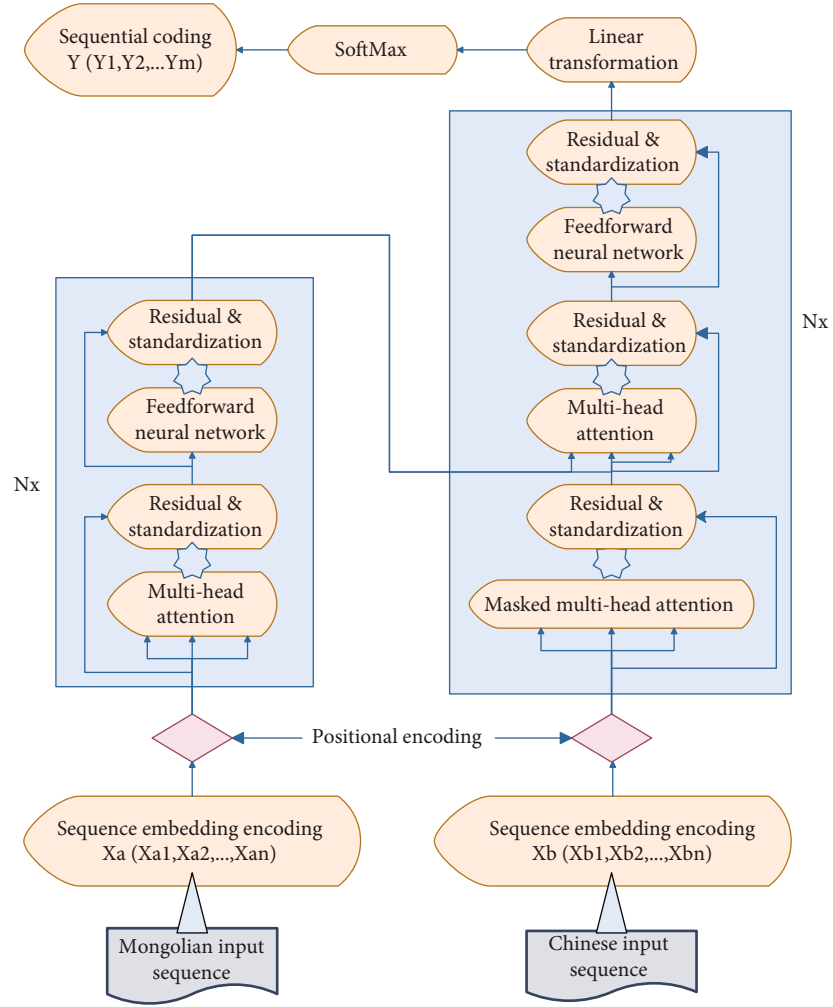 Sequential coding
Y (Y1,Y2,...Ym)
SoftMax
Linear
transformation
Residual &
standardization
Feedforward
neural network
Residual &
standardization
Multi-head
attention
Residual &
standardization
Masked multi-head attention
Nx
Residual &
standardization
Feedforward
neural network
Residual &
standardization
Multi-head
attention
Nx
Positional encoding
Sequence embedding encoding
Xa (Xa1,Xa2,...,Xan)
Sequence embedding encoding
Xb (Xb1,Xb2,...,Xbn)
Mongolian input
sequence
Chinese input
sequence